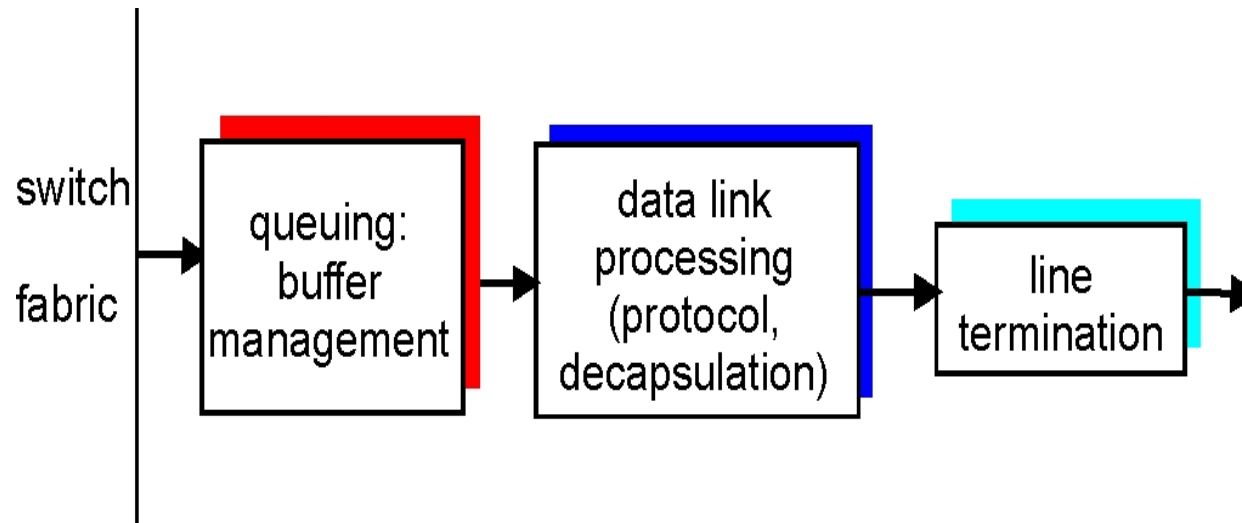 switch
fabric
queuing:
buffer
management
data link
processing
(protocol,
decapsulation)
line
termination